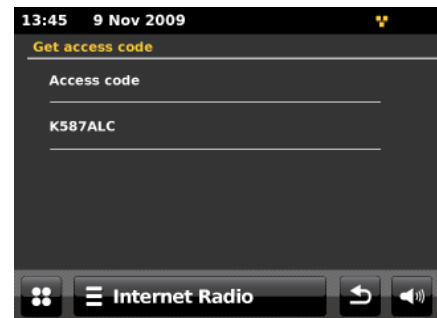 13:45 9 Nov 2009
Get access code
Access code
K587ALC
Internet Radio